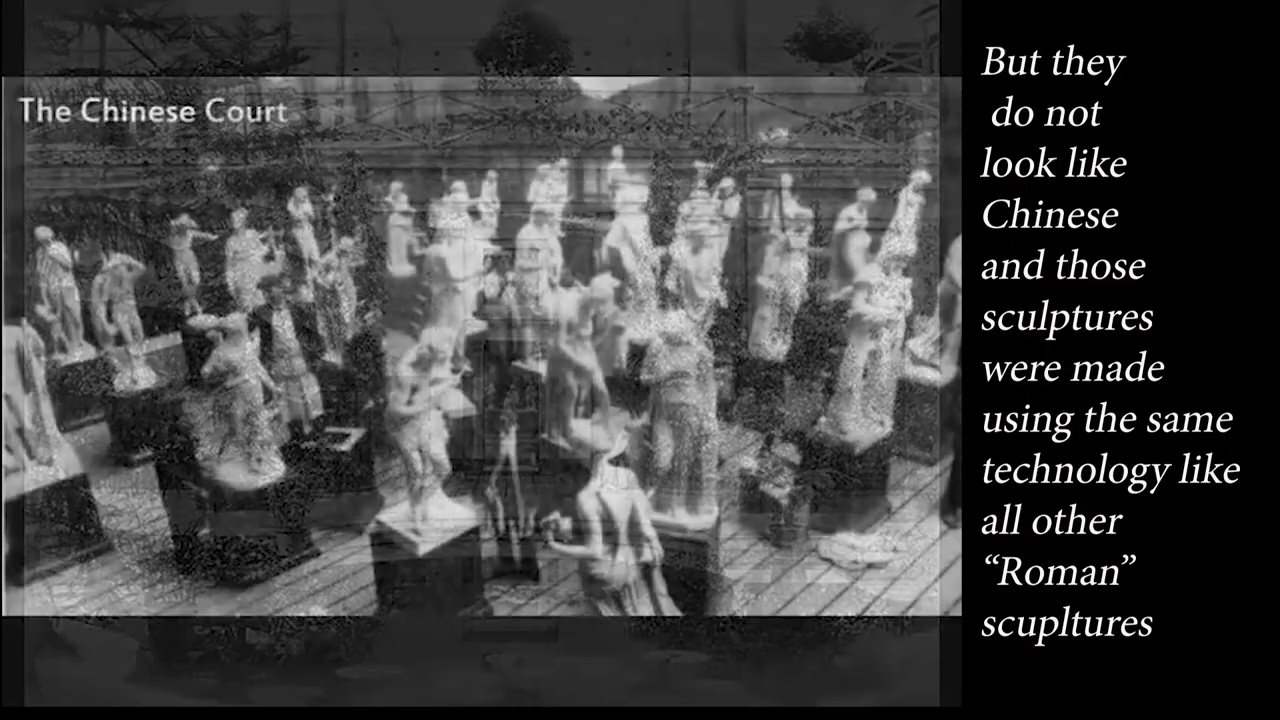 The Chinese Court
But they
do not
look like
Chinese
and those
sculptures
were made
using the same
technology like
all other
“Roman”
scupltures